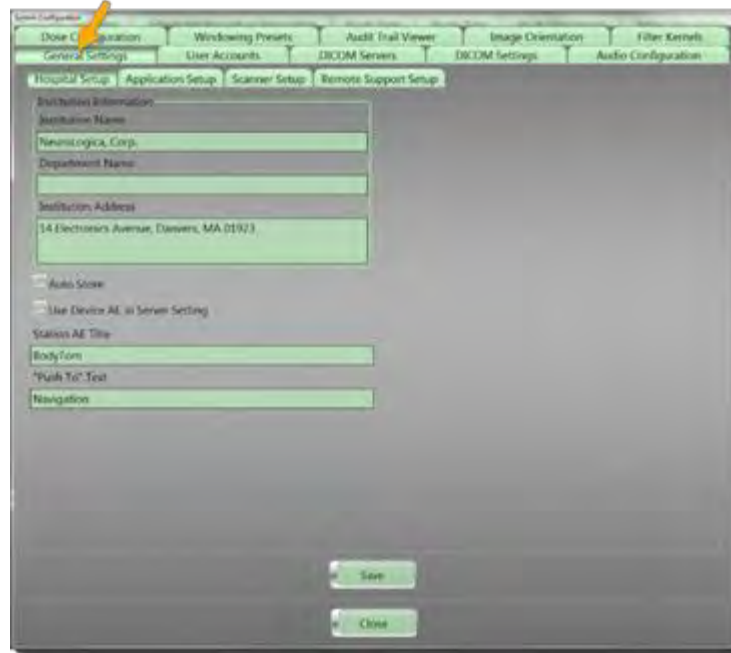 System Configuration
Dose Configuration Windowing Presets Audit Trail Viewer Image Orientation Filter Kernels
General Settings User Accounts DICOM Servers DICOM Settings Audio Configuration
Hospital Setup Application Setup Scanner Setup Remote Support Setup
Institution Information
Institution Name
NeuroLogica, Corp.
Department Name
Institution Address
14 Electronics Avenue, Danvers, MA 01923
Auto Store
Use Device AE in Server Setting
Station AE Title
BodyTom
"Push To" Text
Navigation
Save
Close